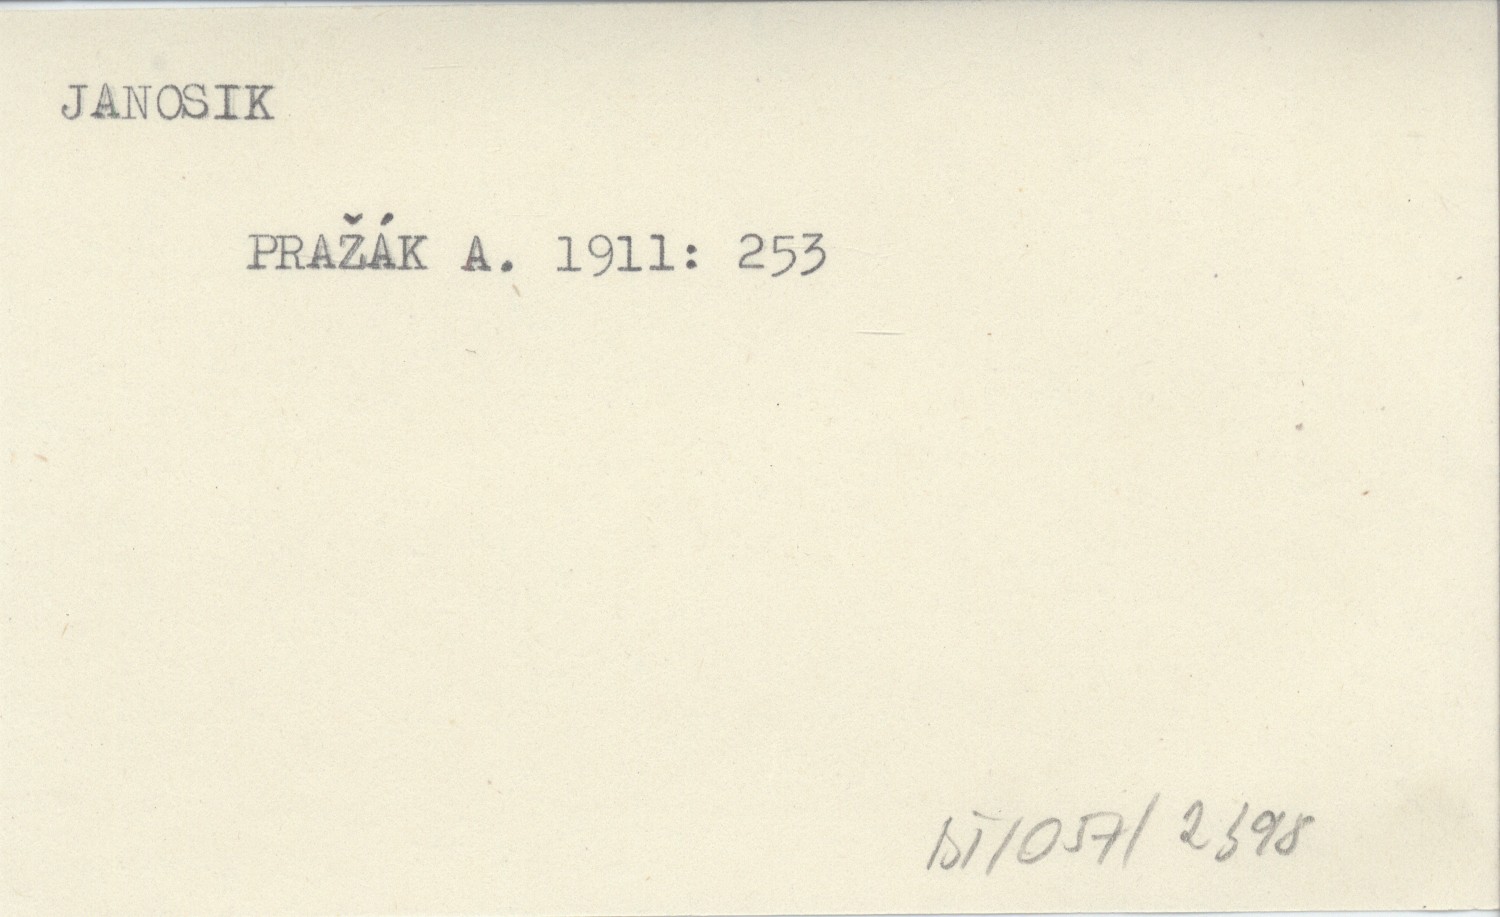 JANOSIK
PRAŽÁK A. 1911: 253